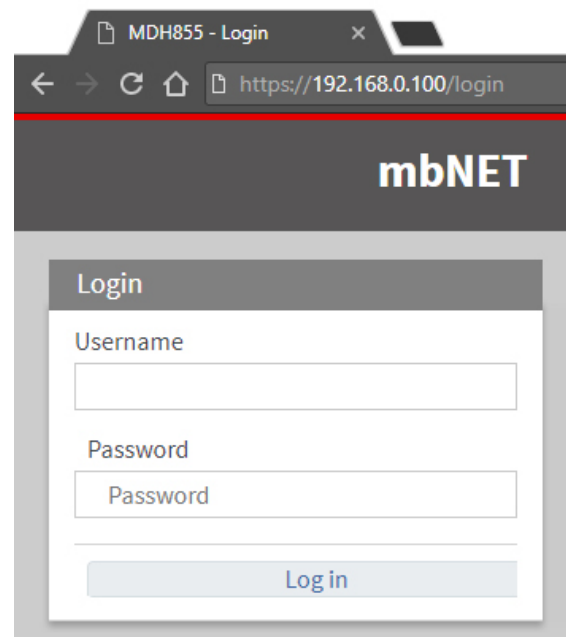 MDH855 - Login
https://192.168.0.100/login
mbNET
Login
Username
Password
Password
Log in